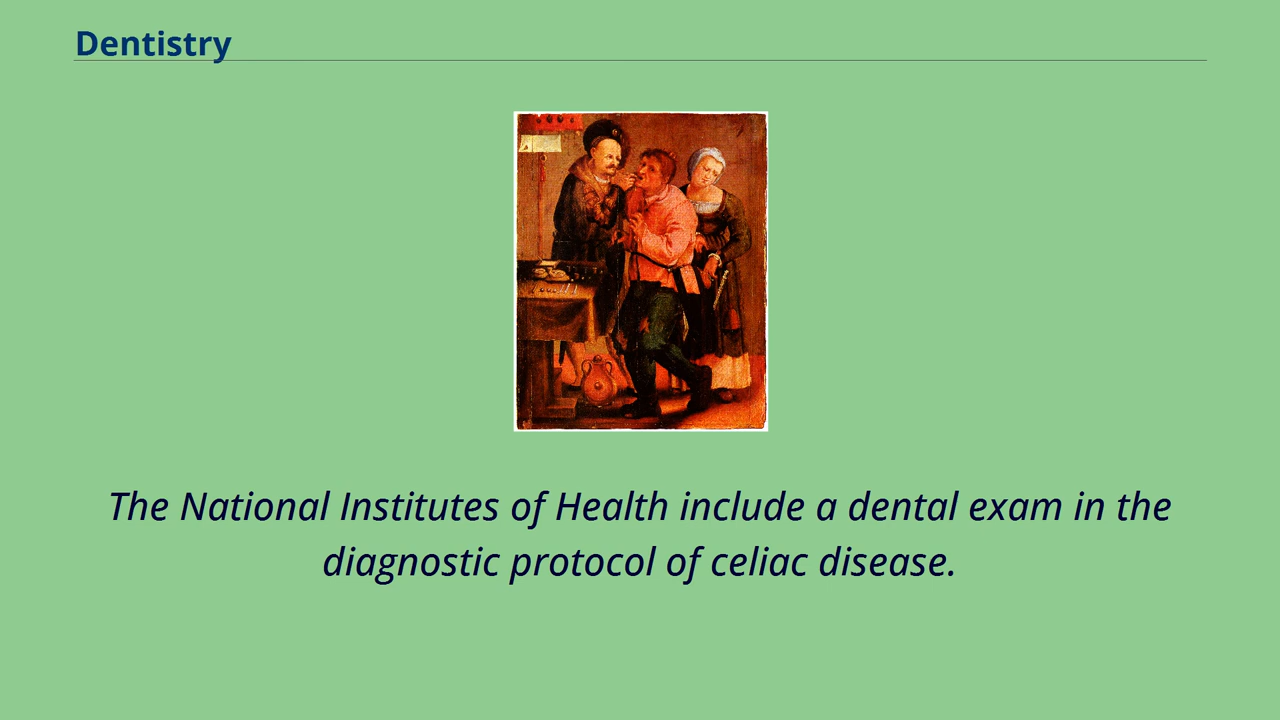 Dentistry
The National Institutes of Health include a dental exam in the
diagnostic protocol of celiac disease.